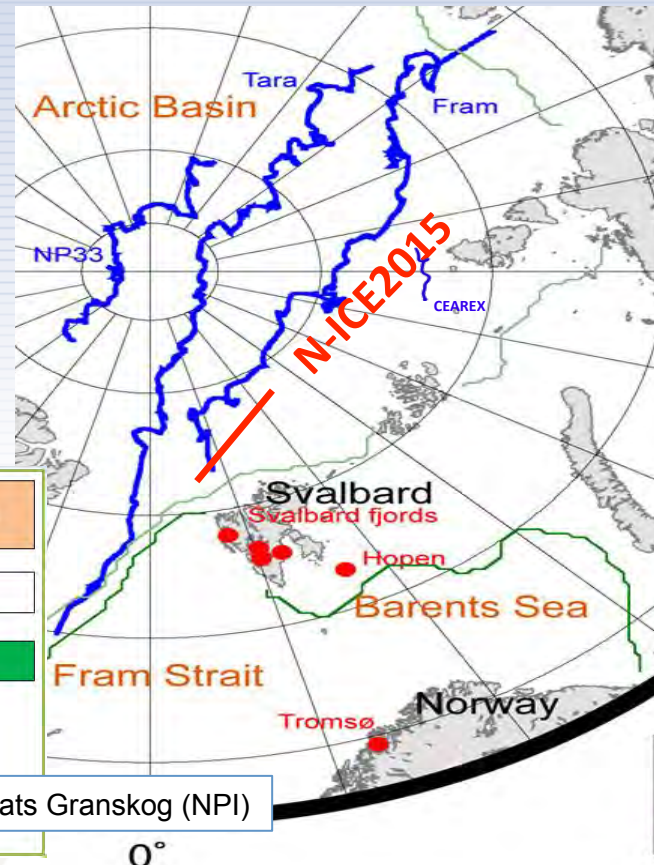 Tara
Arctic Basin
Fram
NP33
N-ICE2015
CEAREX
Svalbard
Svalbard fjords
Hopen
Barents Sea
Fram Strait
Norway
Tromsø
ats Granskog (NPI)
0°